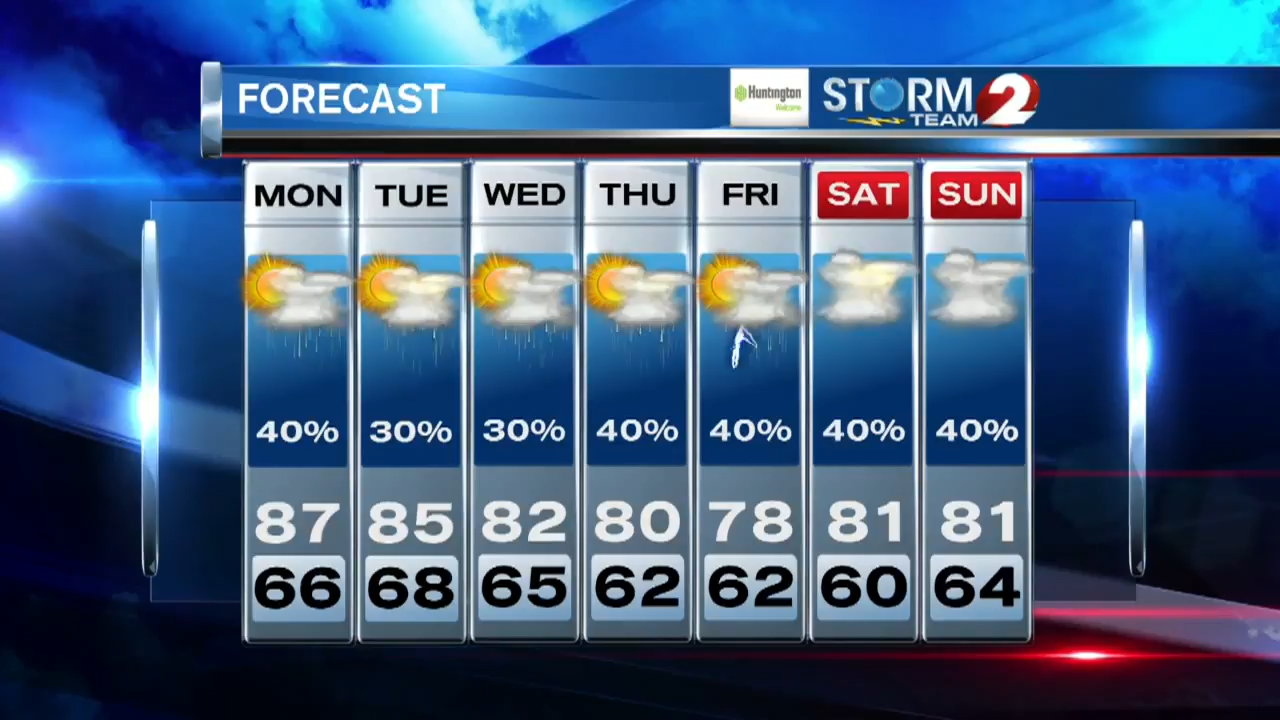 FORECAST
Huntington
Welcome.
STORM
TEAM 2
MON TUE WED THU FRI SAT SUN
40% 30% 30% 40% 40% 40% 40%
87 85 82 80 78 81 81
66 68 65 62 62 60 64